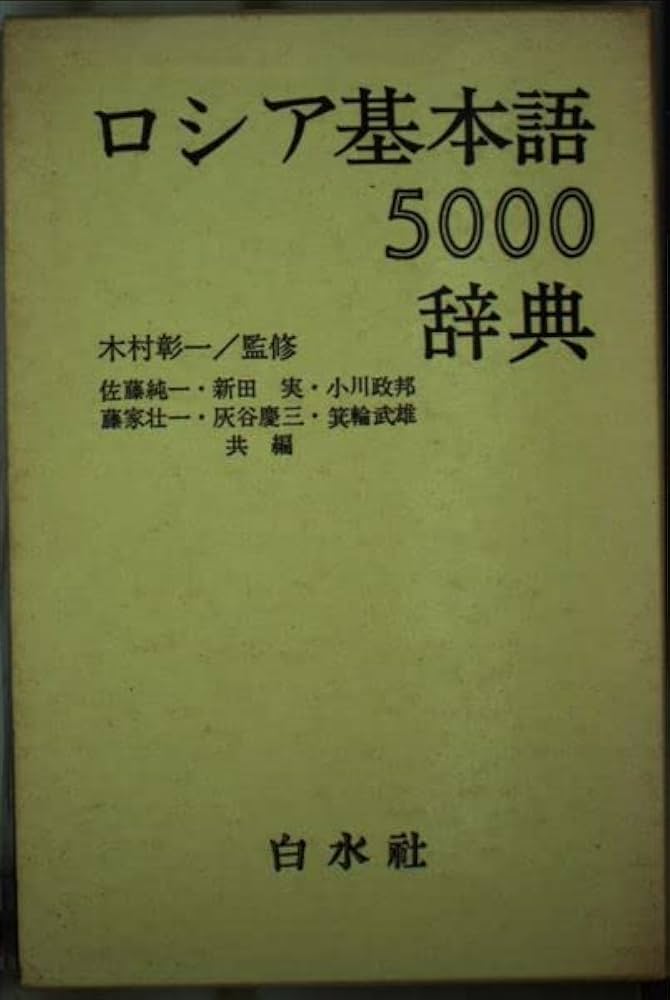 ロシア基本語
5000
辞典
木村彰一／監修
佐藤純一・新田　実・小川政邦
藤家壮一・灰谷慶三・箕輪武雄
共　編
白水社